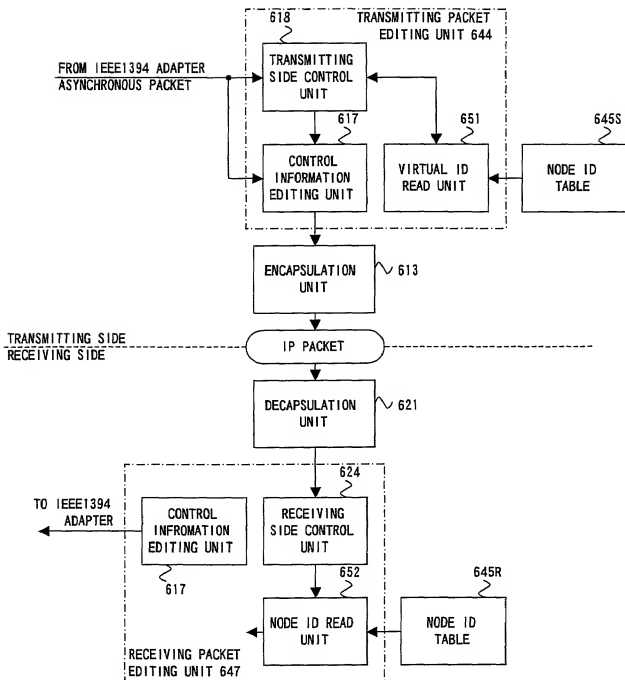 618
TRANSMITTING PACKET
EDITING UNIT 644
FROM IEEE1394 ADAPTER
ASYNCHRONOUS PACKET
TRANSMITTING
SIDE CONTROL
UNIT
617
651
645S
CONTROL
INFORMATION
EDITING UNIT
VIRTUAL ID
READ UNIT
NODE ID
TABLE
ENCAPSULATION
UNIT
613
TRANSMITTING SIDE
RECEIVING SIDE
IP PACKET
DECAPSULATION
UNIT
621
624
TO IEEE1394
ADAPTER
CONTROL
INFROMATION
EDITING UNIT
RECEIVING
SIDE CONTROL
UNIT
617
652
645R
NODE ID READ
UNIT
NODE ID
TABLE
RECEIVING PACKET
EDITING UNIT 647